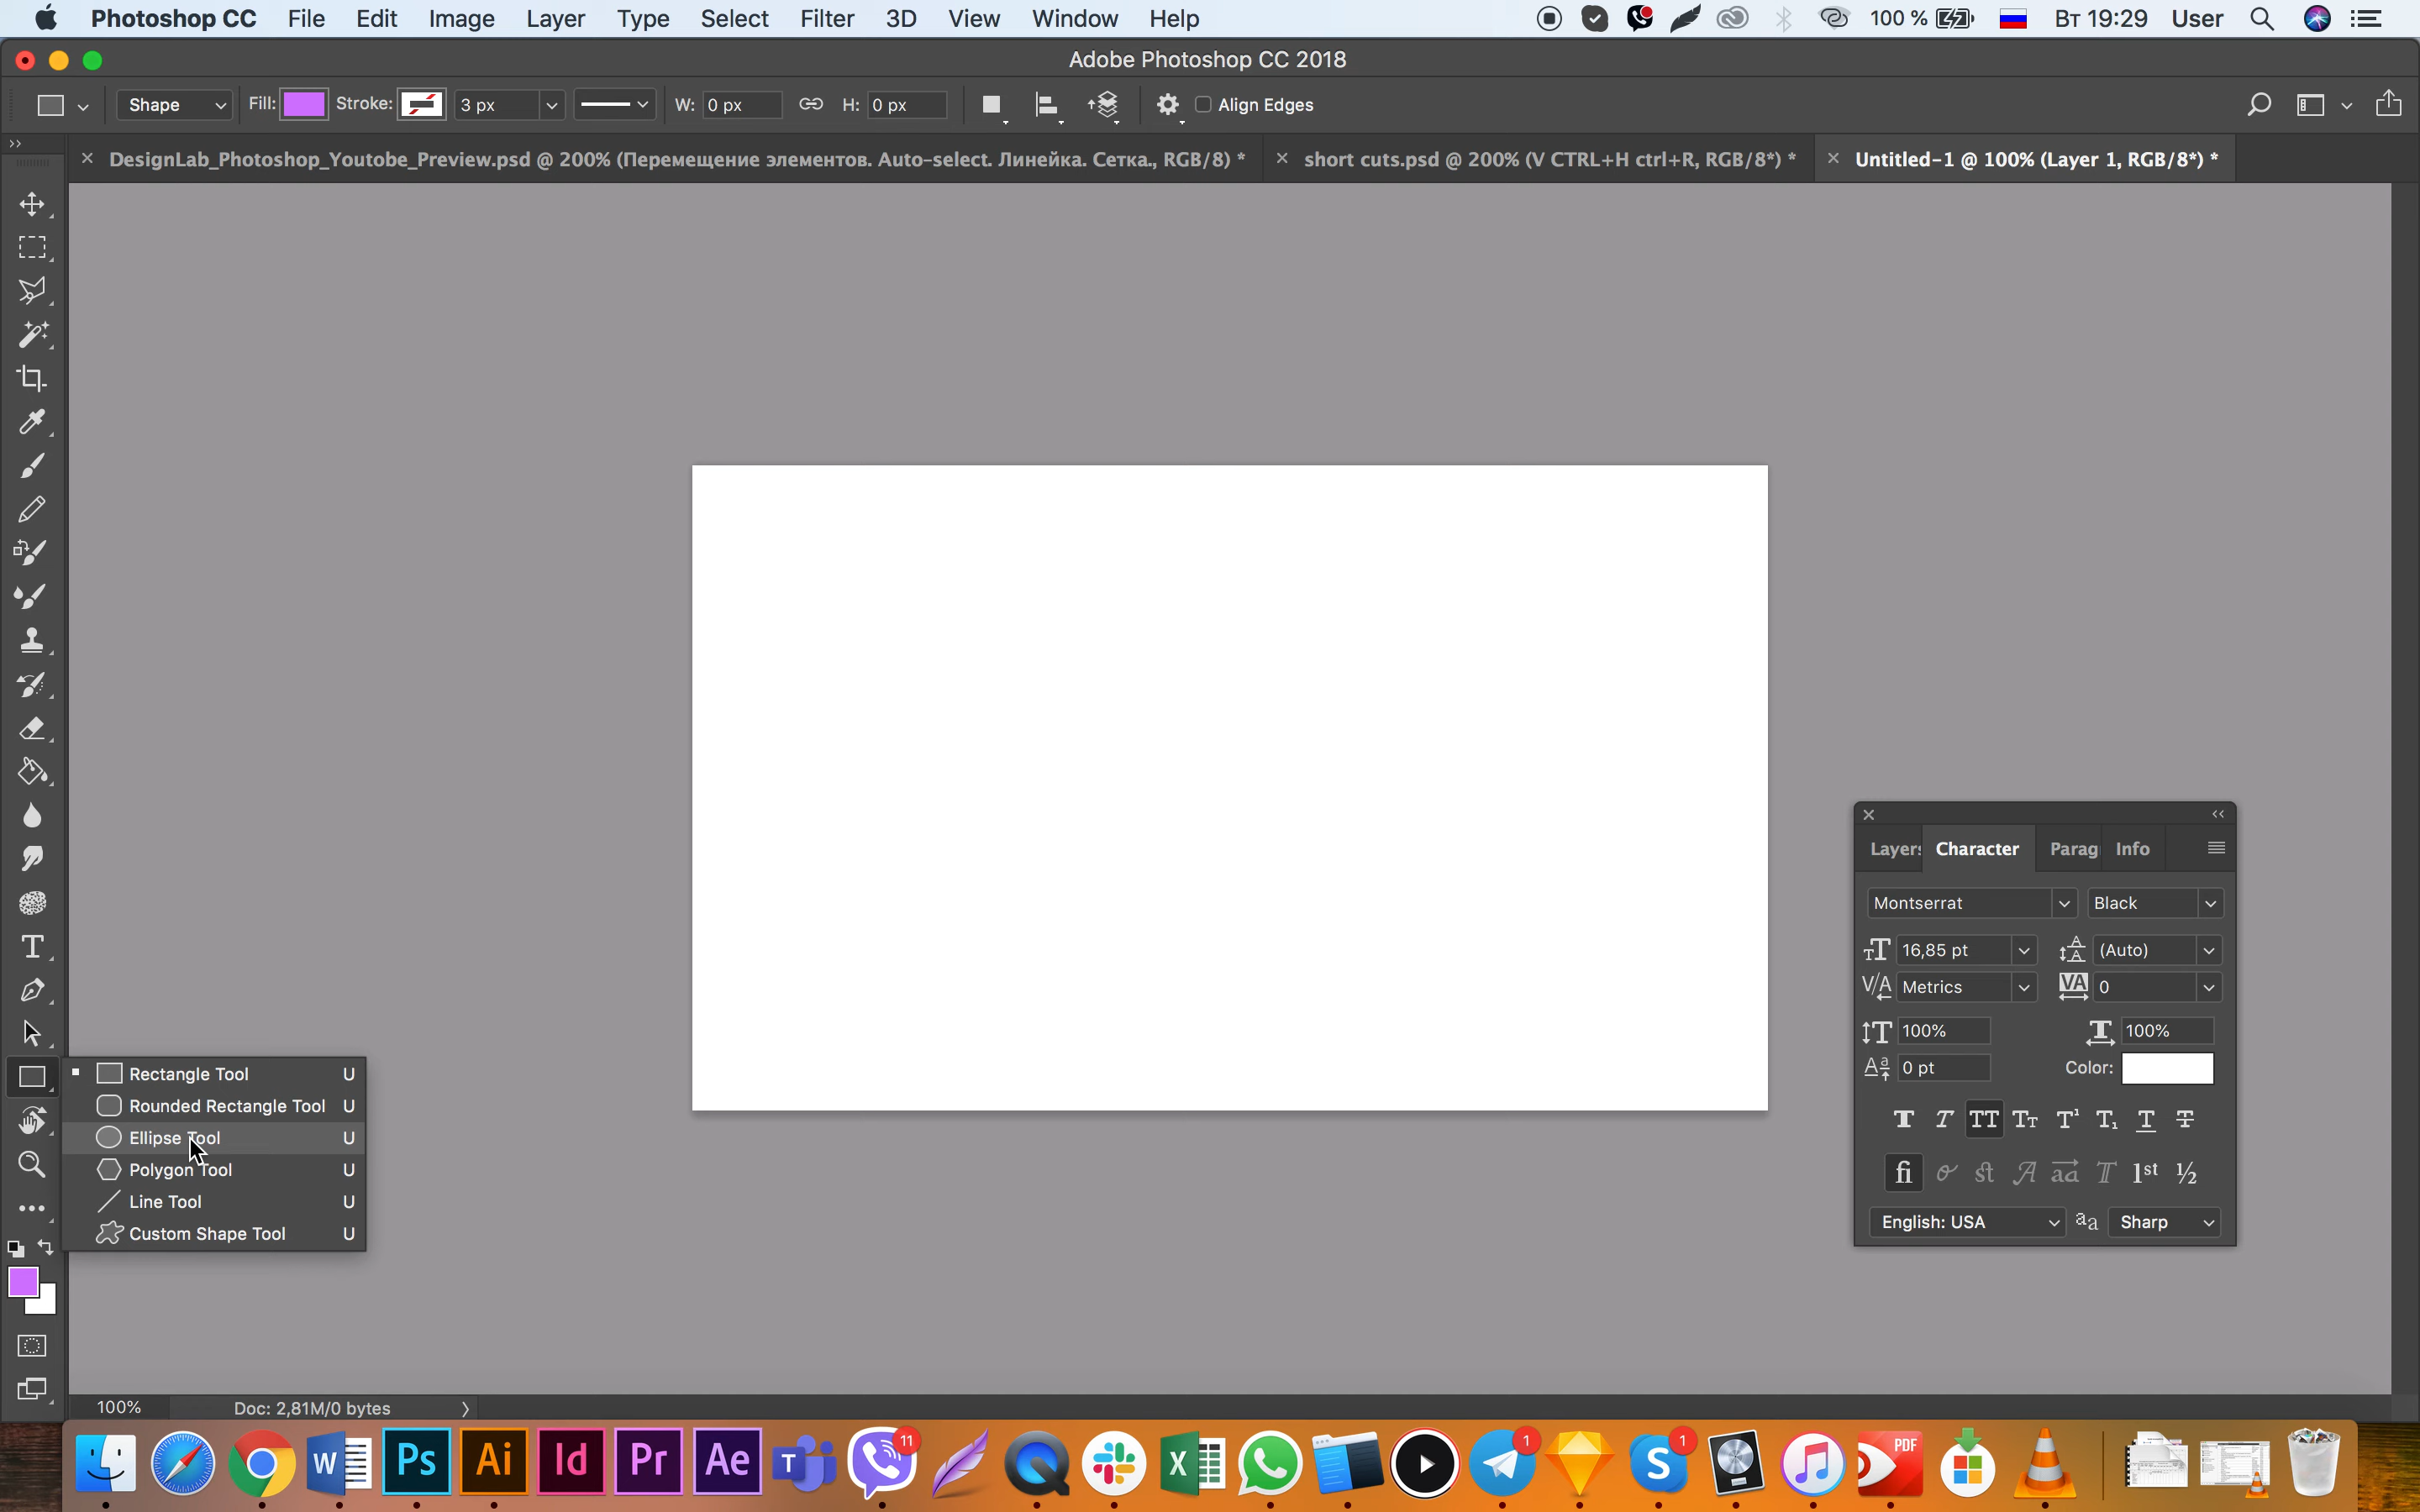 Photoshop CC File Edit Image Layer Type Select Filter 3D View Window Help 100 % Вт 19:29 User
Adobe Photoshop CC 2018
Shape Fill: Stroke: 3 px W: 0 px H: 0 px Align Edges
DesignLab_Photoshop_Youtobe_Preview.psd @ 200% (Перемещение элементов. Auto-select. Линейка. Сетка., RGB/8) * short cuts.psd @ 200% (V CTRL+H ctrl+R, RGB/8*) * Untitled-1 @ 100% (Layer 1, RGB/8*) *
Layers Character Parag Info
Montserrat Black
16,85 pt (Auto)
Metrics 0
100% 100%
0 pt Color:
English: USA Sharp
Rectangle Tool U
Rounded Rectangle Tool U
Ellipse Tool U
Polygon Tool U
Line Tool U
Custom Shape Tool U
100% Doc: 2,81M/0 bytes
W Ps Ai Id Pr Ae T 11 X 1 S 1 PDF